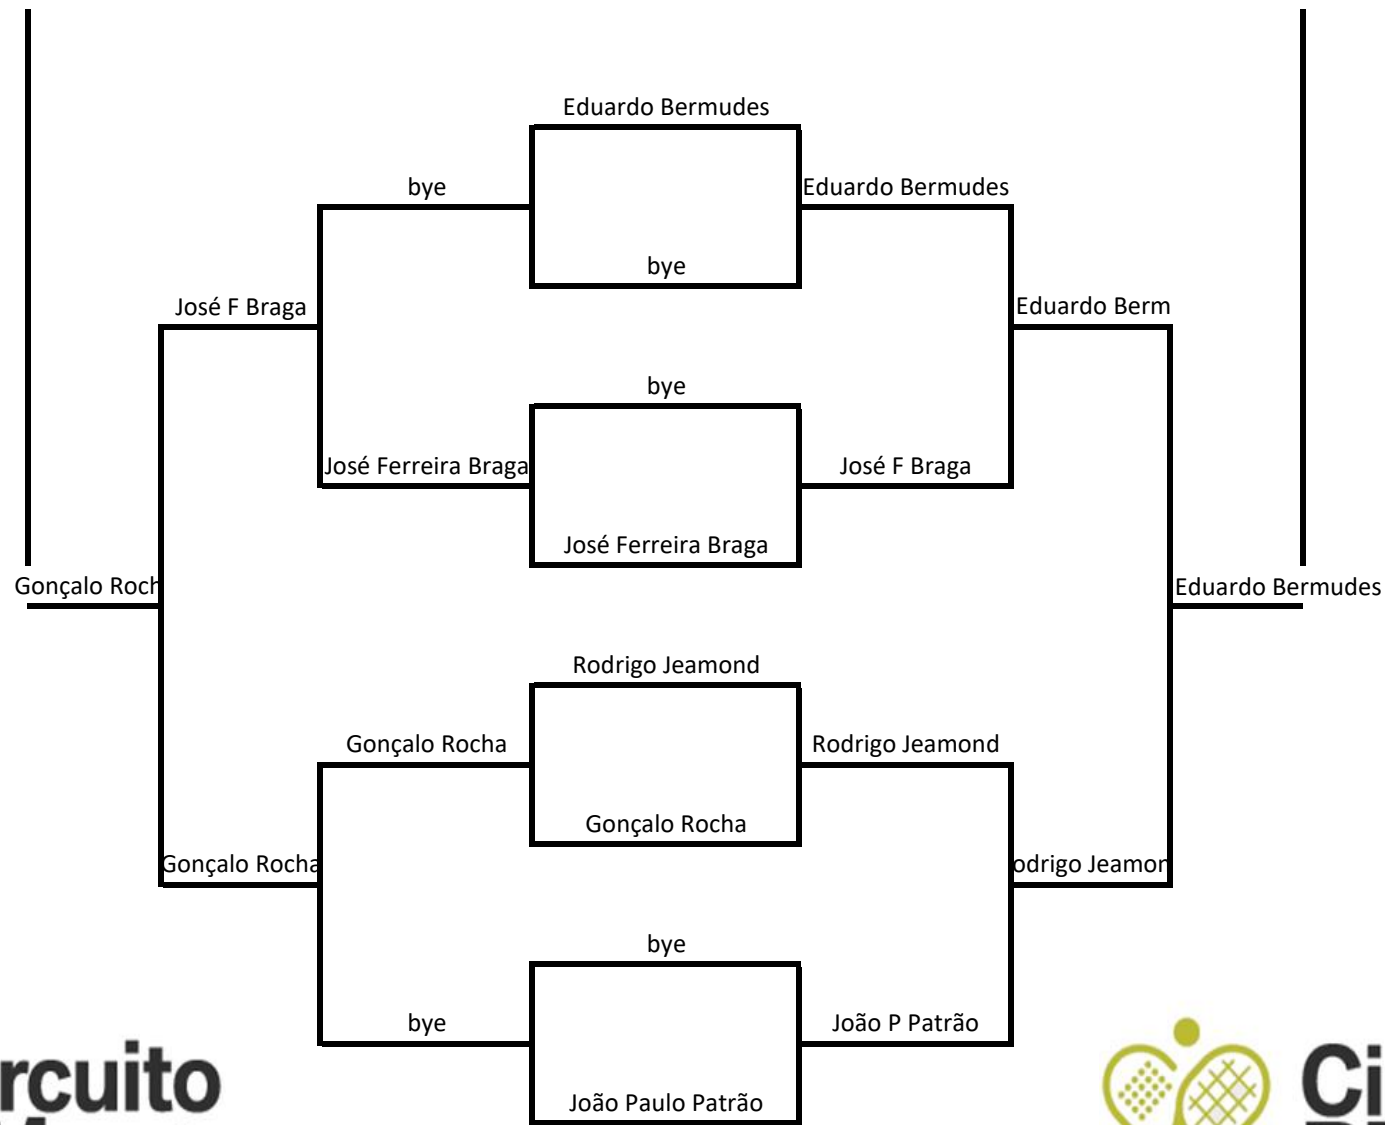 Eduardo Bermudes
bye
Eduardo Bermudes
bye
José F Braga
Eduardo Berm
bye
José Ferreira Braga
José F Braga
José Ferreira Braga
Gonçalo Roch
Eduardo Bermudes
Rodrigo Jeamond
Gonçalo Rocha
Rodrigo Jeamond
Gonçalo Rocha
Gonçalo Rocha
odrigo Jeamon
bye
bye
João P Patrão
João Paulo Patrão
rcuito
Ci